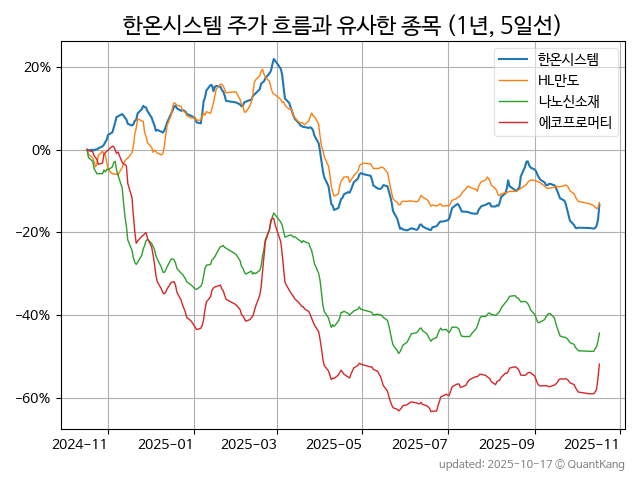 한온시스템 주가 흐름과 유사한 종목 (1년, 5일선)
한온시스템
HL만도
나노신소재
에코프로머티
20%
0%
−20%
−40%
−60%
2024-11 2025-01 2025-03 2025-05 2025-07 2025-09 2025-11
updated: 2025-10-17 © QuantKang